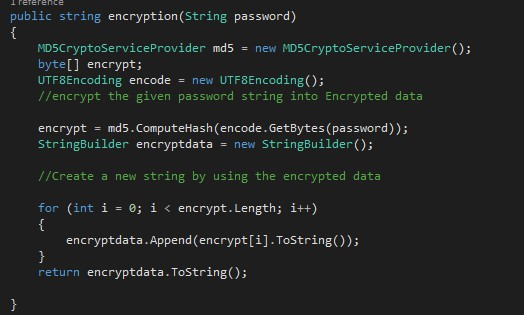 1 reference
public string encryption(String password)
{
MD5CryptoServiceProvider md5 = new MD5CryptoServiceProvider();
byte[] encrypt;
UTF8Encoding encode = new UTF8Encoding();
//encrypt the given password string into Encrypted data
encrypt = md5.ComputeHash(encode.GetBytes(password));
StringBuilder encryptdata = new StringBuilder();
//Create a new string by using the encrypted data
for (int i = 0; i < encrypt.Length; i++)
{
encryptdata.Append(encrypt[i].ToString());
}
return encryptdata.ToString();
}